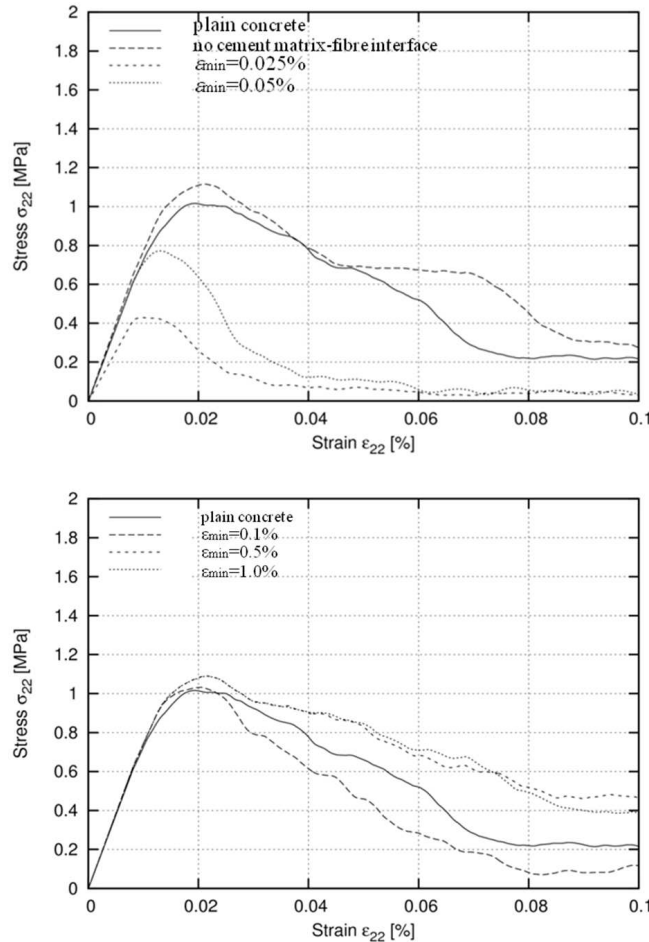 2
1.8
1.6
1.4
1.2
1
0.8
0.6
0.4
0.2
0
Stress σ22 [MPa]
plain concrete
no cement matrix-fibre interface
εmin=0.025%
εmin=0.05%
0 0.02 0.04 0.06 0.08 0.1
Strain ε22 [%]
2
1.8
1.6
1.4
1.2
1
0.8
0.6
0.4
0.2
0
Stress σ22 [MPa]
plain concrete
εmin=0.1%
εmin=0.5%
εmin=1.0%
0 0.02 0.04 0.06 0.08 0.1
Strain ε22 [%]